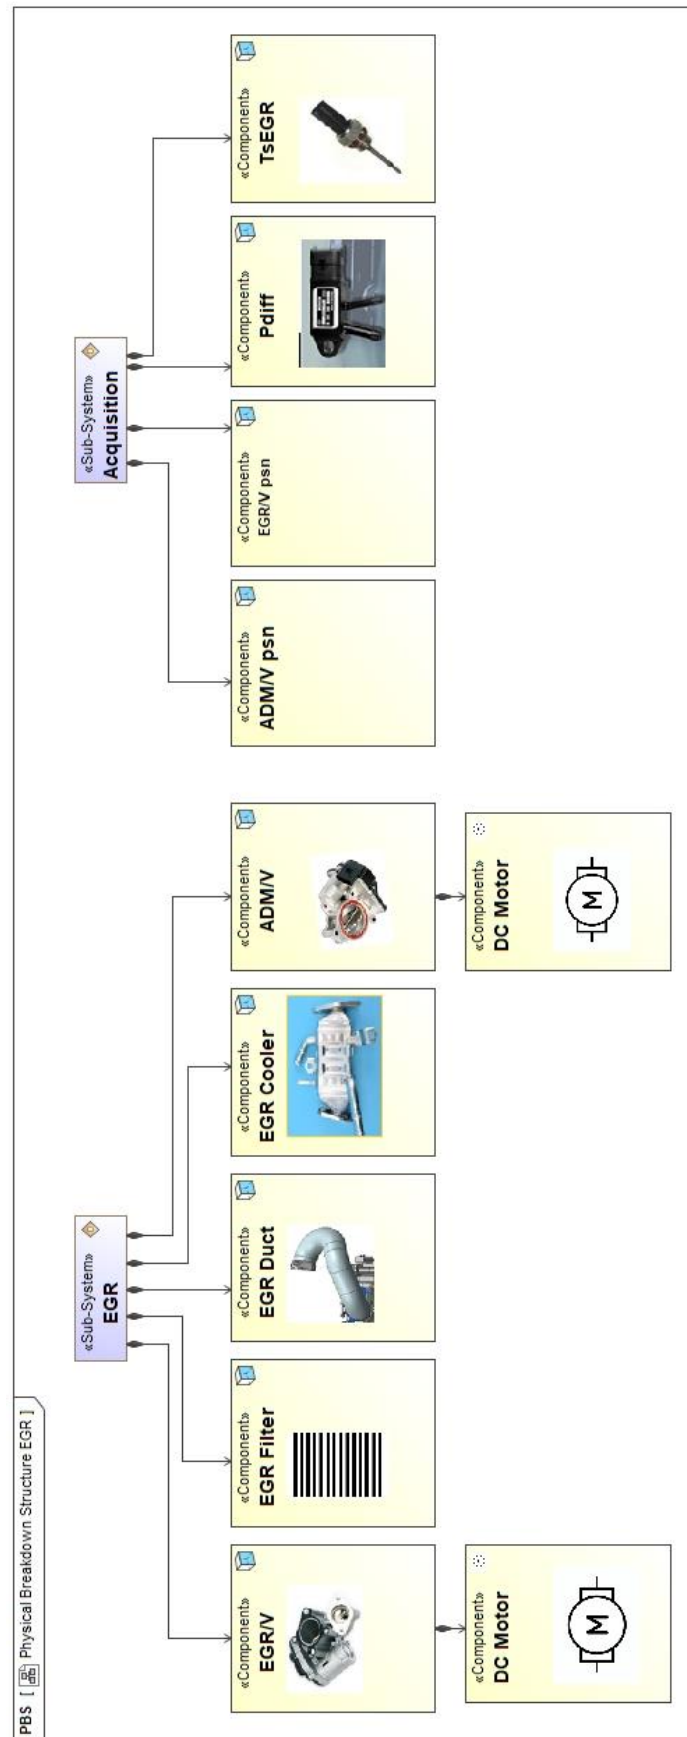 PBS [ Physical Breakdown Structure EGR ]
«Sub-System»
EGR
«Sub-System»
Acquisition
«Component»
EGR/V
«Component»
EGR Filter
«Component»
EGR Duct
«Component»
EGR Cooler
«Component»
ADM/V
«Component»
ADM/V psn
«Component»
EGR/V psn
«Component»
Pdiff
«Component»
TsEGR
«Component»
DC Motor
M
«Component»
DC Motor
M